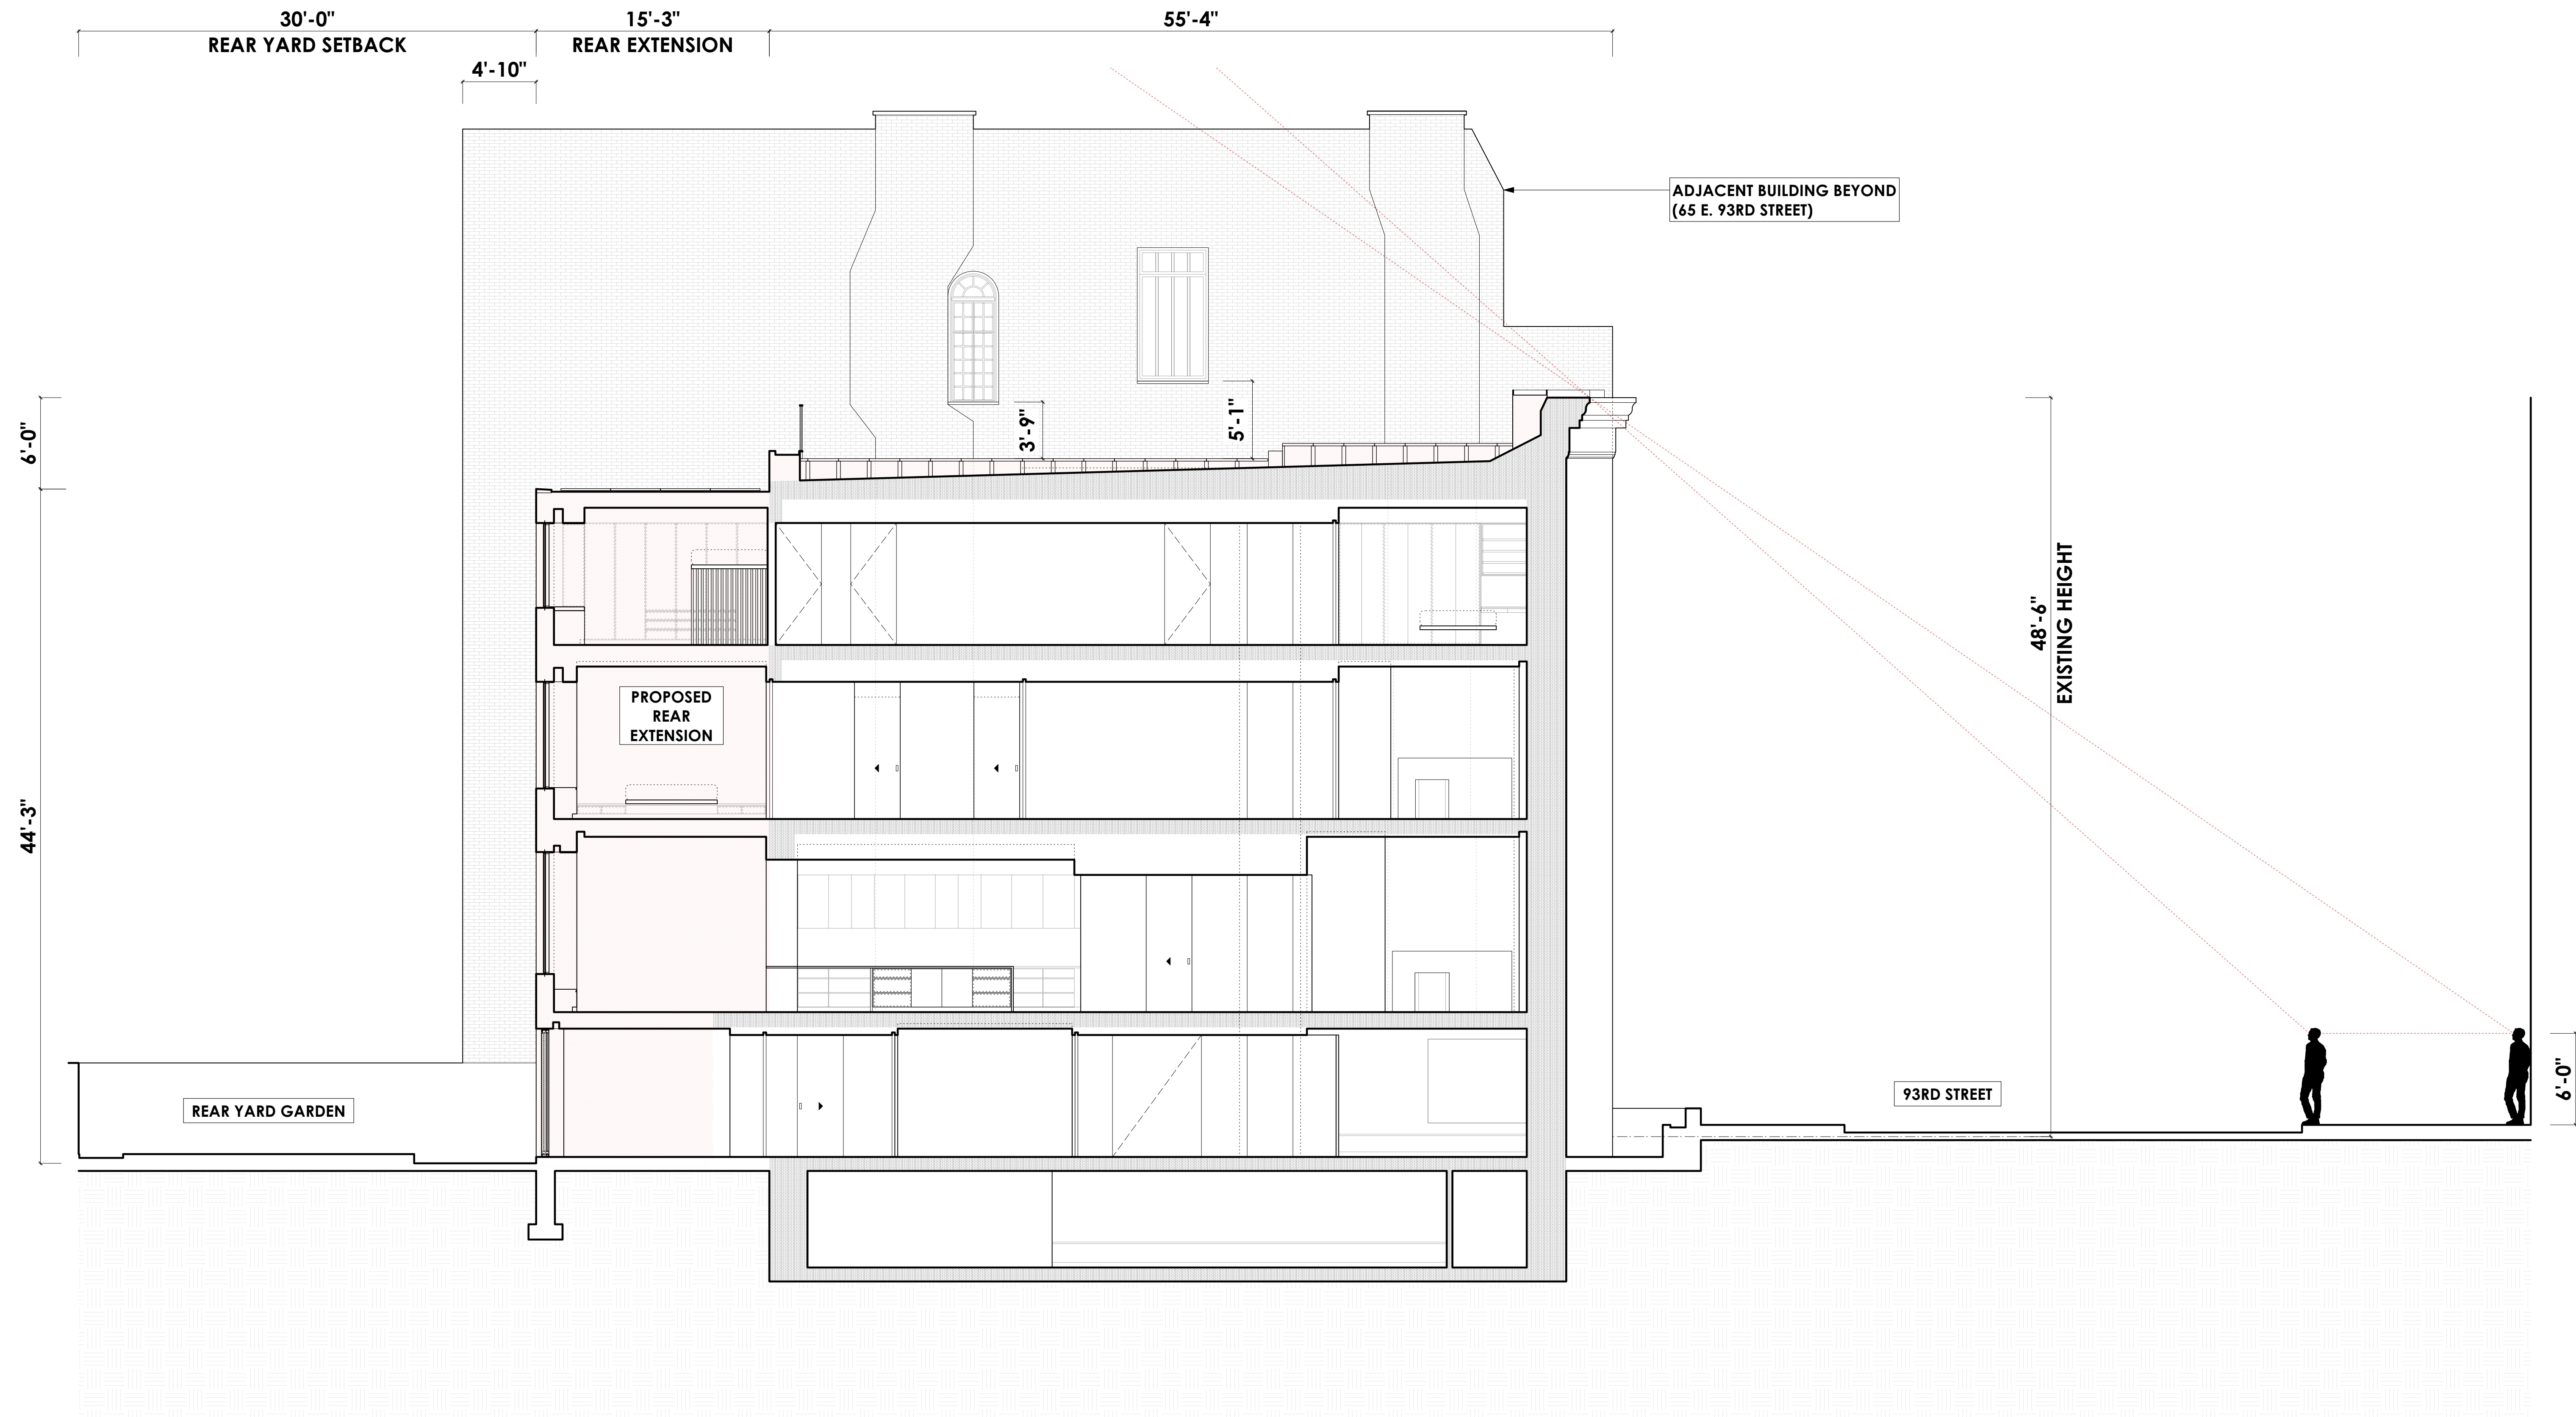 30'-0"
REAR YARD SETBACK
15'-3"
REAR EXTENSION
55'-4"
4'-10"
ADJACENT BUILDING BEYOND
(65 E. 93RD STREET)
6'-0"
3'-9"
5'-1"
48'-6"
EXISTING HEIGHT
PROPOSED
REAR
EXTENSION
44'-3"
REAR YARD GARDEN
93RD STREET
6'-0"